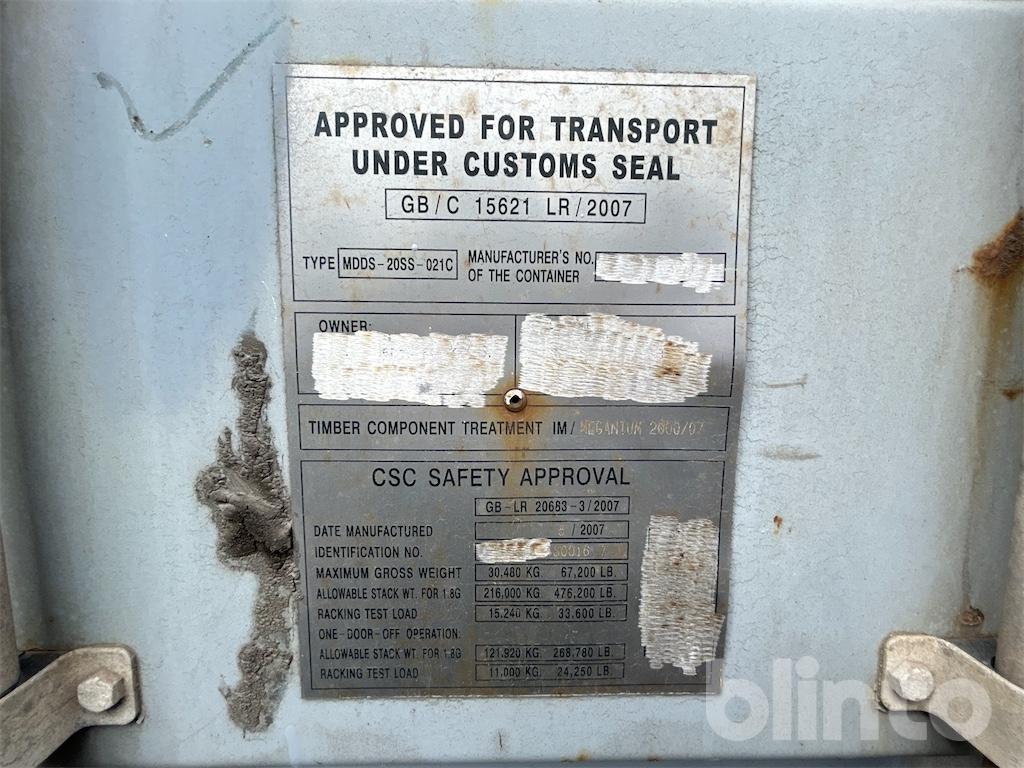 APPROVED FOR TRANSPORT
UNDER CUSTOMS SEAL
GB/C 15621 LR/2007
TYPE MDDS-20SS-021C MANUFACTURER'S NO.
OF THE CONTAINER
OWNER:
TIMBER COMPONENT TREATMENT IM/
CSC SAFETY APPROVAL
GB-LR 20683-3/2007
DATE MANUFACTURED / 2007
IDENTIFICATION NO.
MAXIMUM GROSS WEIGHT 30,480 KG. 67,200 LB.
ALLOWABLE STACK WT. FOR 1.8G 216,000 KG. 476,200 LB.
RACKING TEST LOAD 15,240 KG. 33,600 LB.
ONE-DOOR-OFF OPERATION:
ALLOWABLE STACK WT. FOR 1.8G 121,920 KG. 268,780 LB.
RACKING TEST LOAD 11,000 KG. 24,250 LB.
blinto